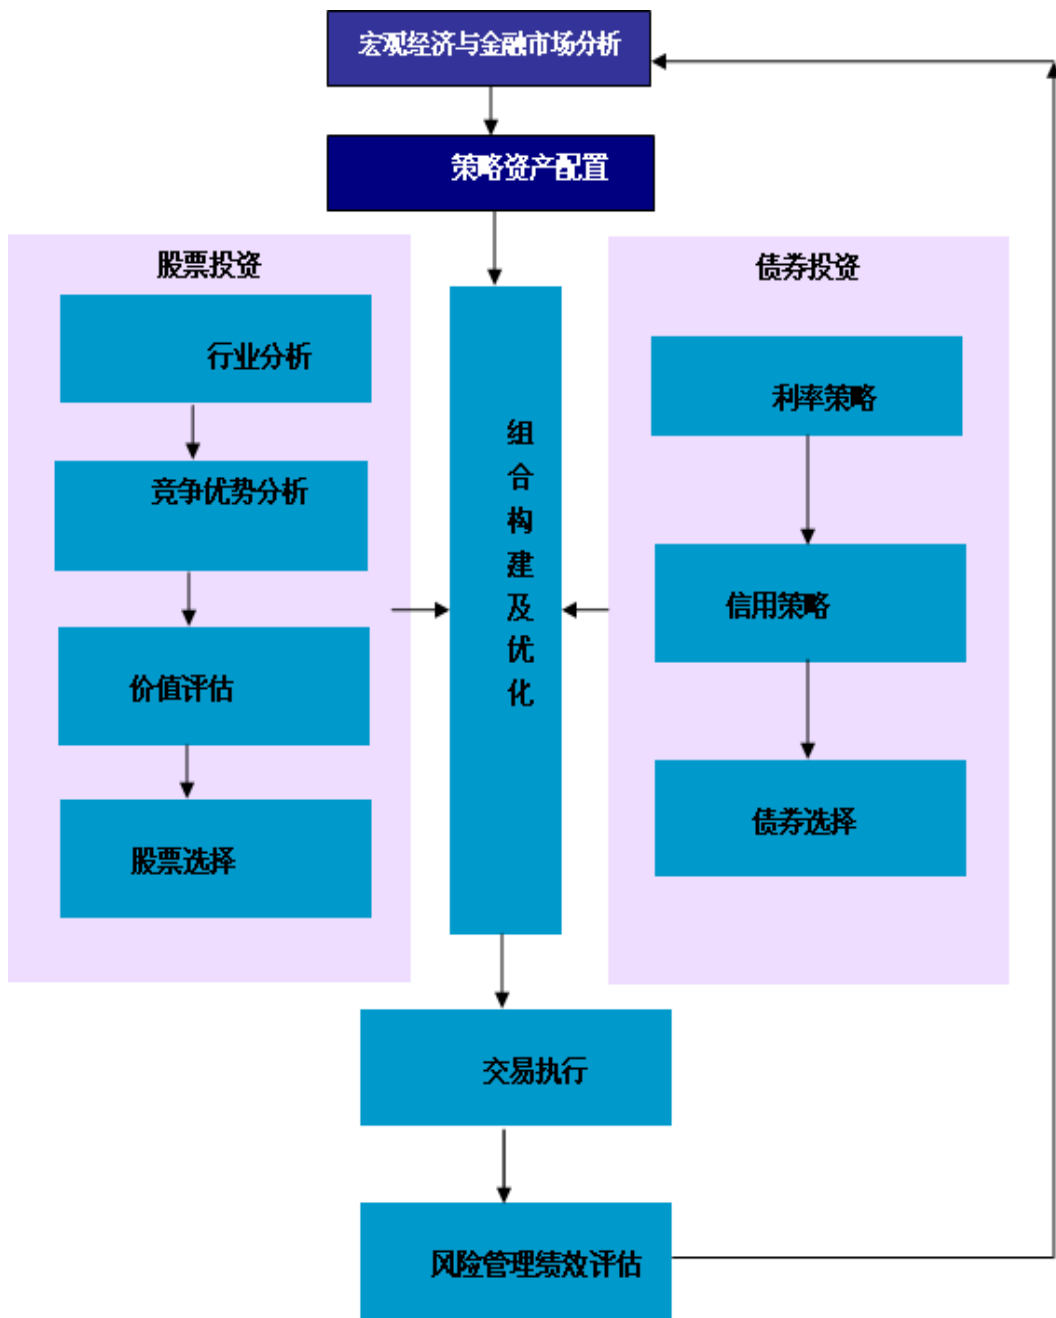 宏观经济与金融市场分析
策略资产配置
股票投资
行业分析
竞争优势分析
价值评估
股票选择
组
合
构
建
及
优
化
债券投资
利率策略
信用策略
债券选择
交易执行
风险管理绩效评估